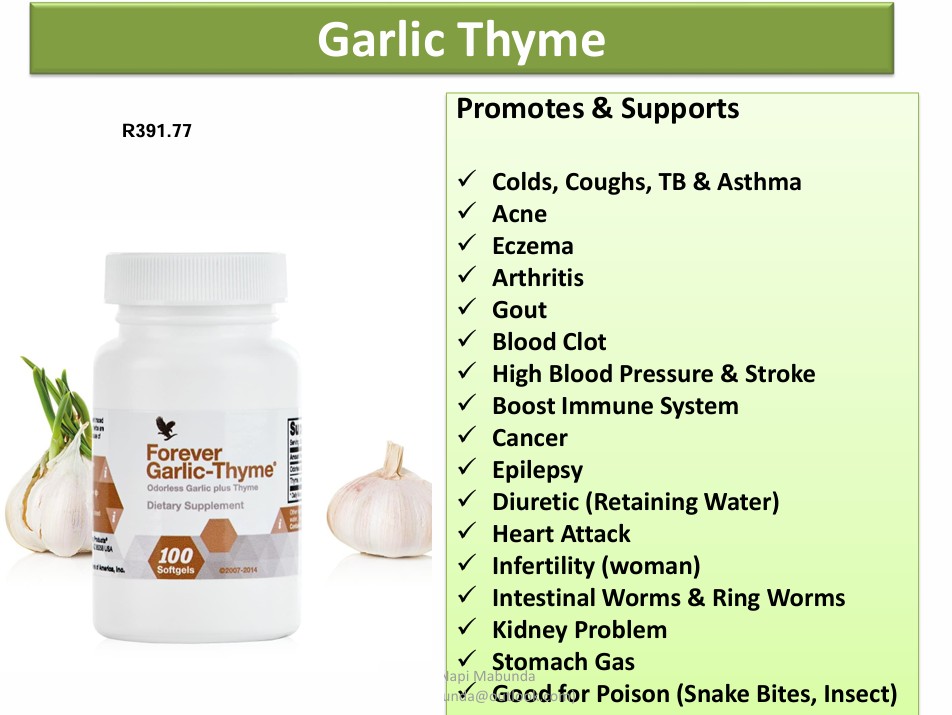 Garlic Thyme
R391.77
Promotes & Supports
✓ Colds, Coughs, TB & Asthma
✓ Acne
✓ Eczema
✓ Arthritis
✓ Gout
✓ Blood Clot
✓ High Blood Pressure & Stroke
✓ Boost Immune System
✓ Cancer
✓ Epilepsy
✓ Diuretic (Retaining Water)
✓ Heart Attack
✓ Infertility (woman)
✓ Intestinal Worms & Ring Worms
✓ Kidney Problem
✓ Stomach Gas
✓ Good for Poison (Snake Bites, Insect)
Forever
Garlic-Thyme®
Odorless Garlic plus Thyme
Dietary Supplement
100
Softgels
©2007-2014
of America, Inc.
Mabunda